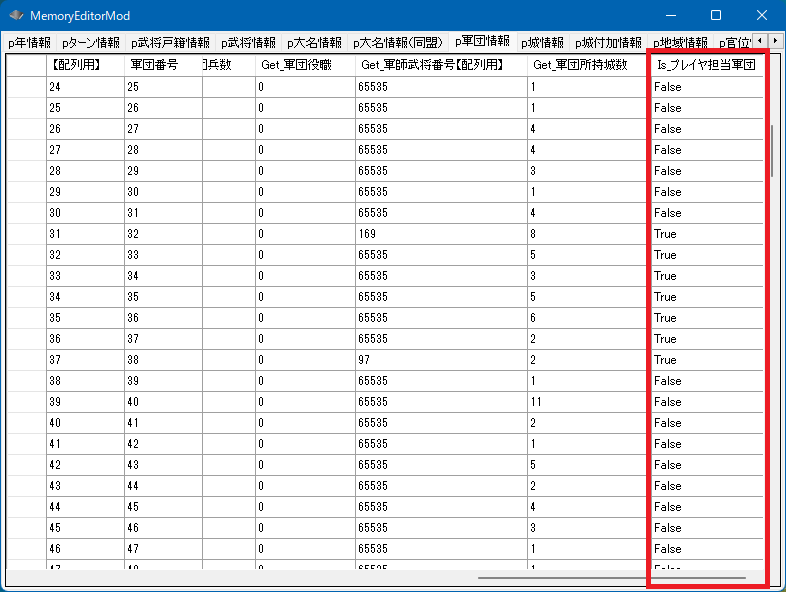 MemoryEditorMod
p年情報 pターン情報 p武将戸籍情報 p武将情報 p大名情報 p大名情報(同盟) p軍団情報 p城情報 p城付加情報 p地域情報 p官位
【配列用】 軍団番号 兵数 Get_軍団役職 Get_軍師武将番号【配列用】 Get_軍団所持城数 Is_プレイヤ担当軍団
24 25 0 65535 1 False
25 26 0 65535 1 False
26 27 0 65535 4 False
27 28 0 65535 4 False
28 29 0 65535 3 False
29 30 0 65535 1 False
30 31 0 65535 4 False
31 32 0 169 8 True
32 33 0 65535 5 True
33 34 0 65535 3 True
34 35 0 65535 5 True
35 36 0 65535 6 True
36 37 0 65535 2 True
37 38 0 97 2 True
38 39 0 65535 1 False
39 40 0 65535 11 False
40 41 0 65535 2 False
41 42 0 65535 1 False
42 43 0 65535 5 False
43 44 0 65535 2 False
44 45 0 65535 4 False
45 46 0 65535 3 False
46 47 0 65535 1 False
47 48 0 65535 1 False